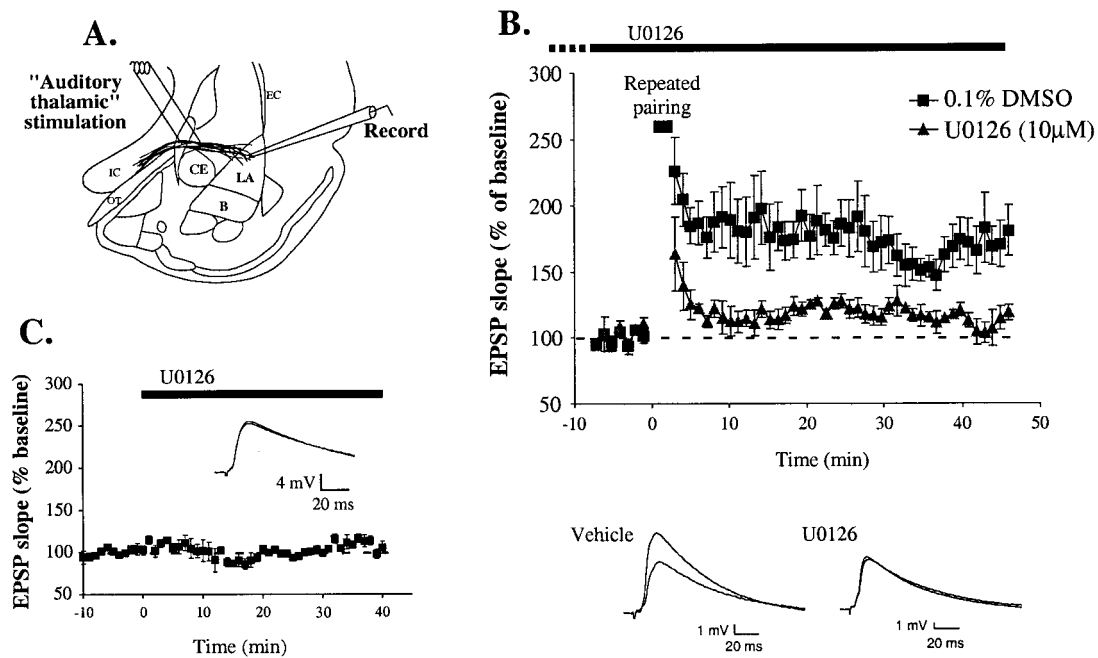 A.
"Auditory
thalamic"
stimulation
EC
Record
IC
CE
LA
OT
B
B.
U0126
EPSP slope (% of baseline)
300
250
200
150
100
50
Repeated
pairing
0.1% DMSO
U0126 (10μM)
-10
0
10
20
30
40
50
Time (min)
Vehicle
1 mV
20 ms
U0126
1 mV
20 ms
C.
U0126
EPSP slope (% baseline)
300
250
200
150
100
50
4 mV
20 ms
-10
0
10
20
30
40
Time (min)